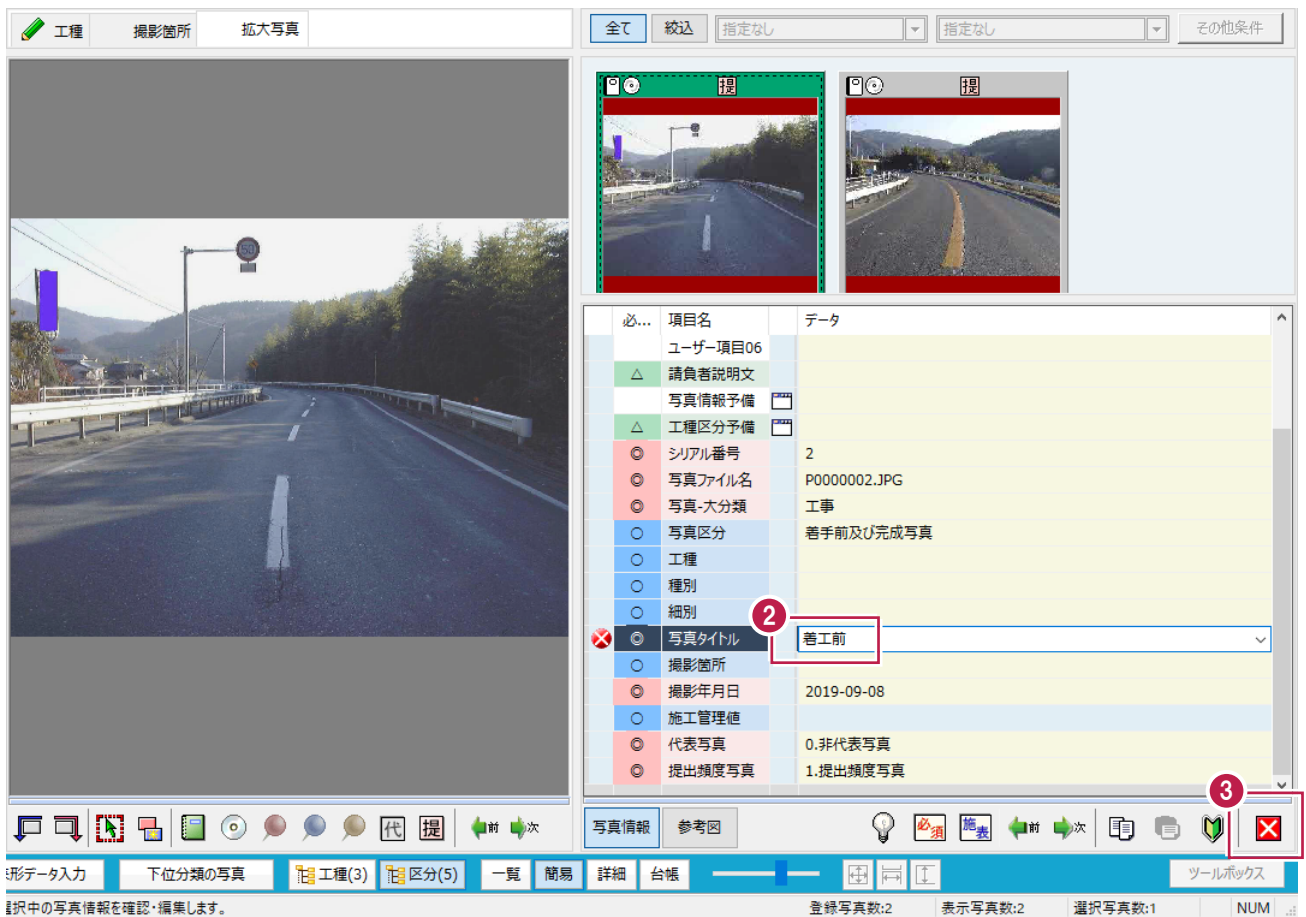 工種 撮影箇所 拡大写真
全て 絞込 指定なし 指定なし その他条件
提 提
50
必... 項目名 データ
ユーザー項目06
△ 請負者説明文
写真情報予備
△ 工種区分予備
◎ シリアル番号 2
◎ 写真ファイル名 P0000002.JPG
◎ 写真-大分類 工事
○ 写真区分 着手前及び完成写真
○ 工種
○ 種別
○ 細別
2
◎ 写真タイトル 着工前
○ 撮影箇所
◎ 撮影年月日 2019-09-08
○ 施工管理値
◎ 代表写真 0.非代表写真
◎ 提出頻度写真 1.提出頻度写真
3
代 提 前 次 写真情報 参考図 必須 施表 前 次
形データ入力 下位分類の写真 工種(3) 区分(5) 一覧 簡易 詳細 台帳 ツールボックス
選択中の写真情報を確認・編集します。 登録写真数:2 表示写真数:2 選択写真数:1 NUM